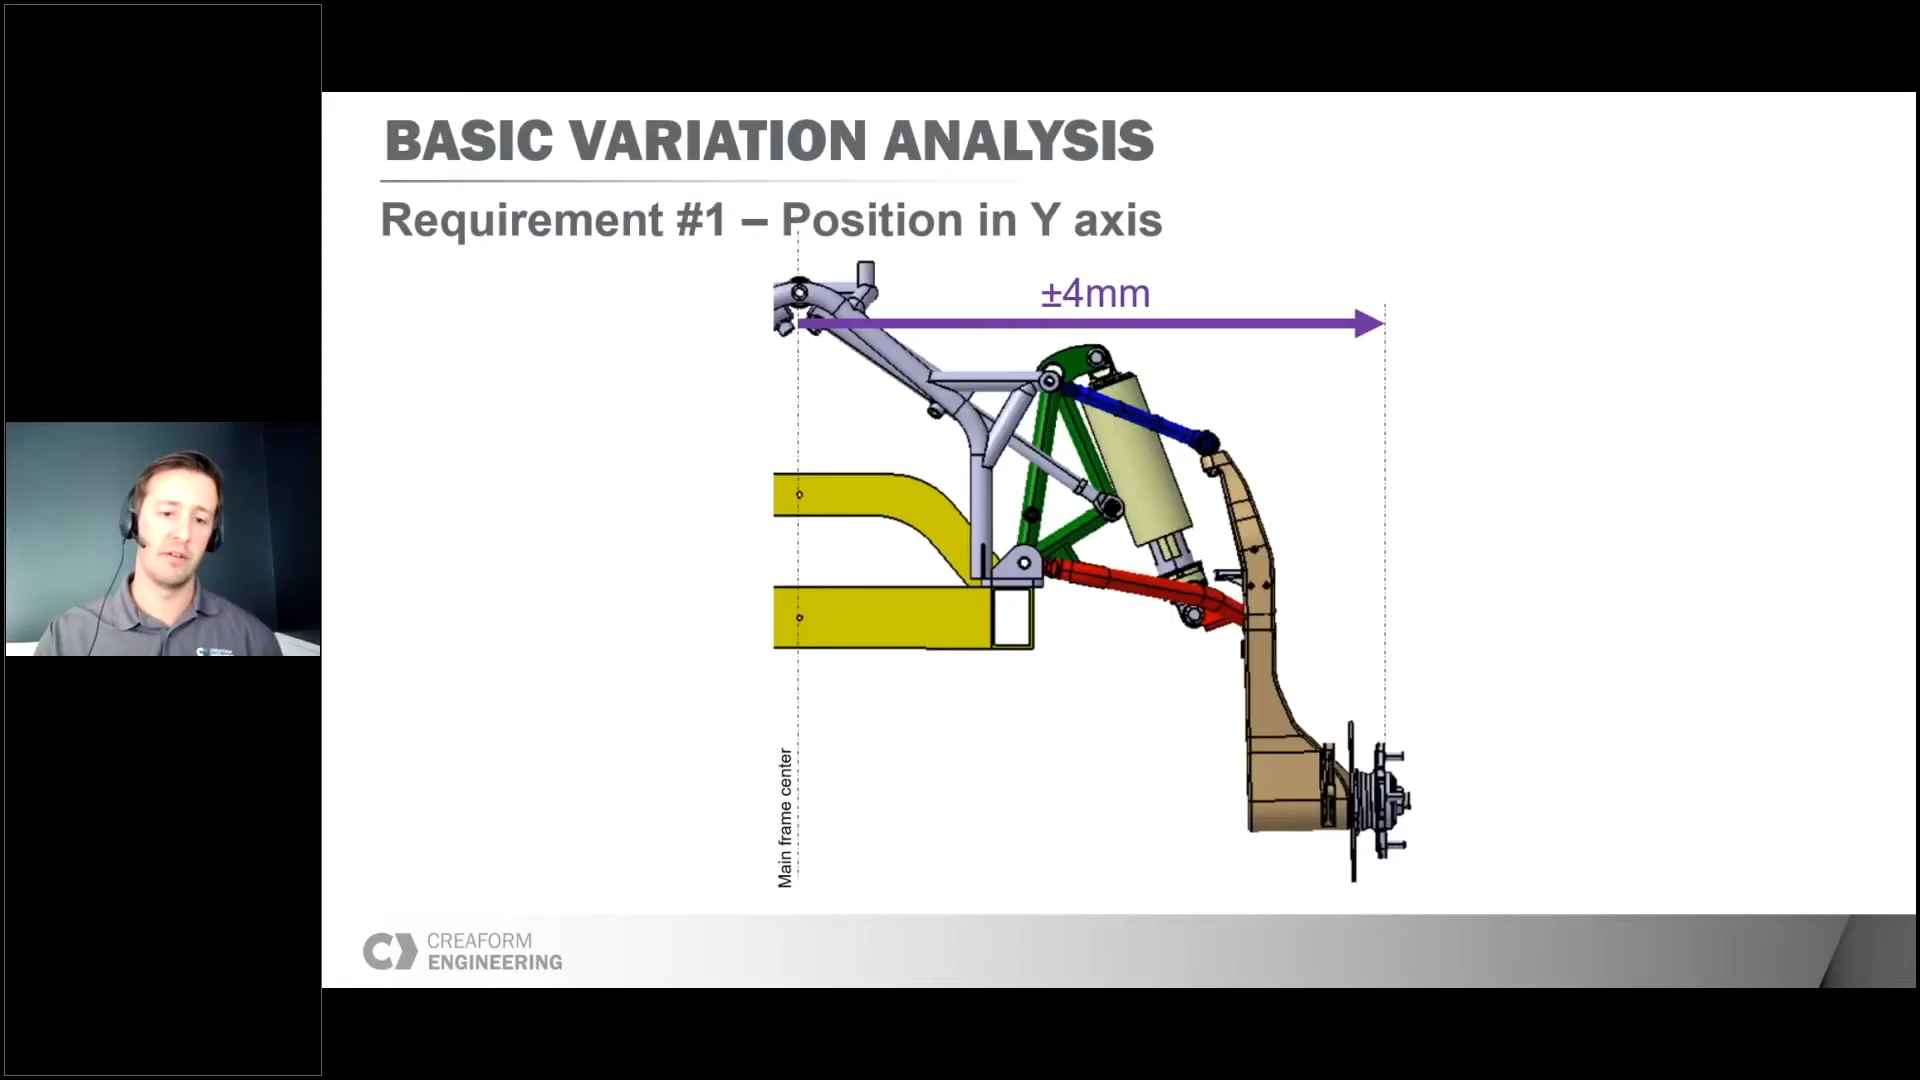 BASIC VARIATION ANALYSIS
Requirement #1 – Position in Y axis
±4mm
Main frame center
CREAFORM
ENGINEERING